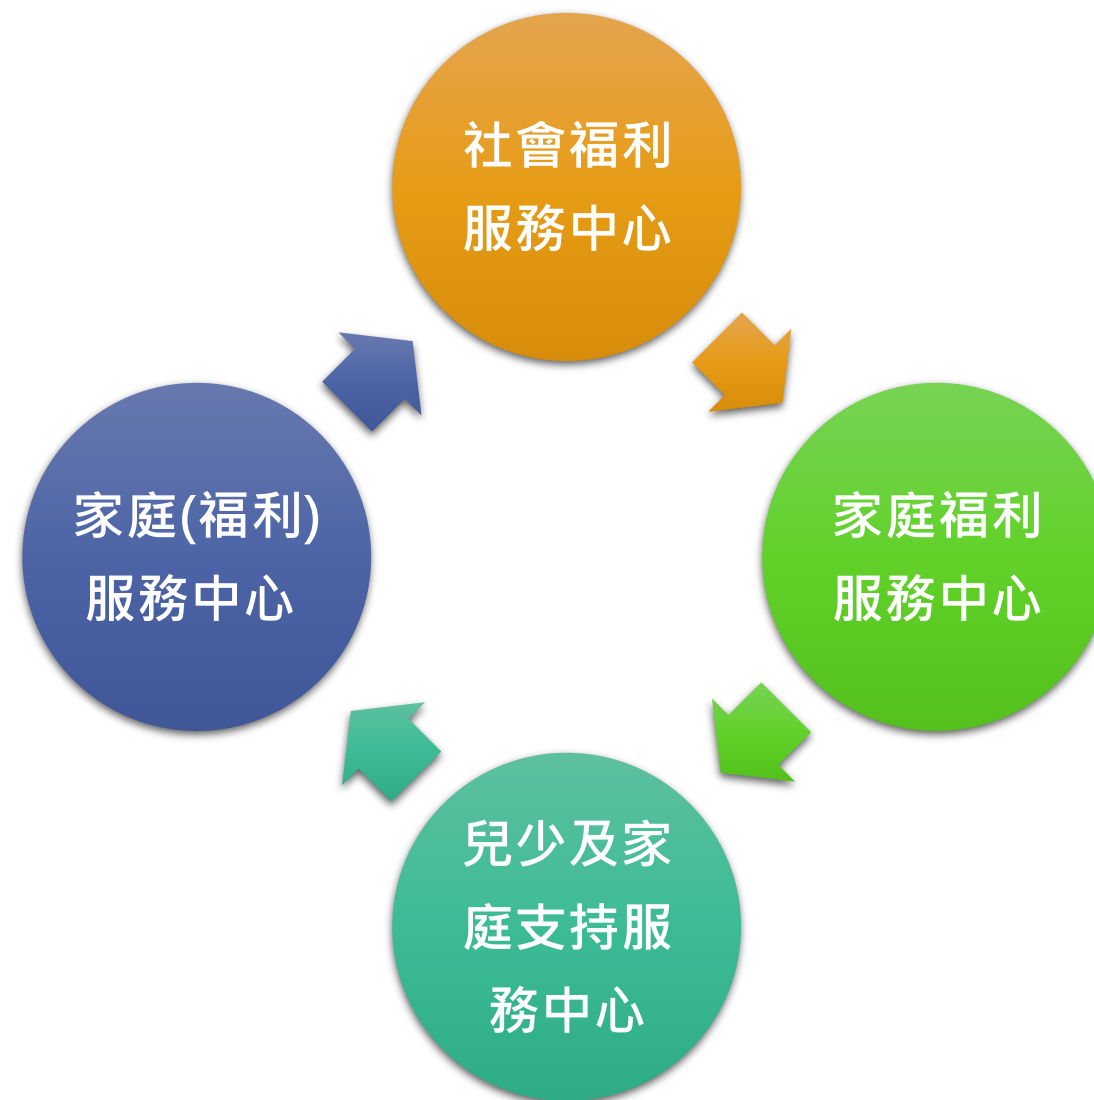 社會福利
服務中心
家庭(福利)
服務中心
家庭福利
服務中心
兒少及家
庭支持服
務中心